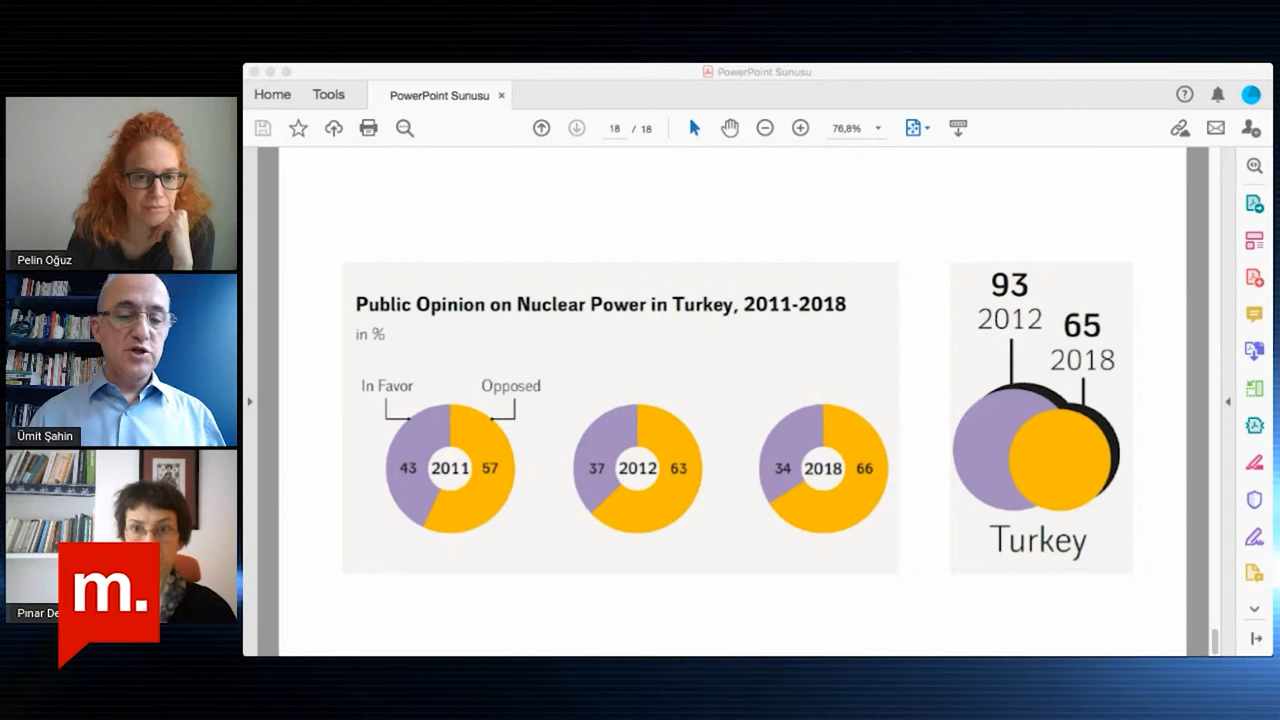 PowerPoint Sunusu
Home
Tools
PowerPoint Sunusu ×
18 / 18
76,8%
Pelin Oğuz
Ümit Şahin
Pınar De
m.
Public Opinion on Nuclear Power in Turkey, 2011-2018
in %
In Favor
Opposed
43 2011 57
37 2012 63
34 2018 66
93
2012
65
2018
Turkey